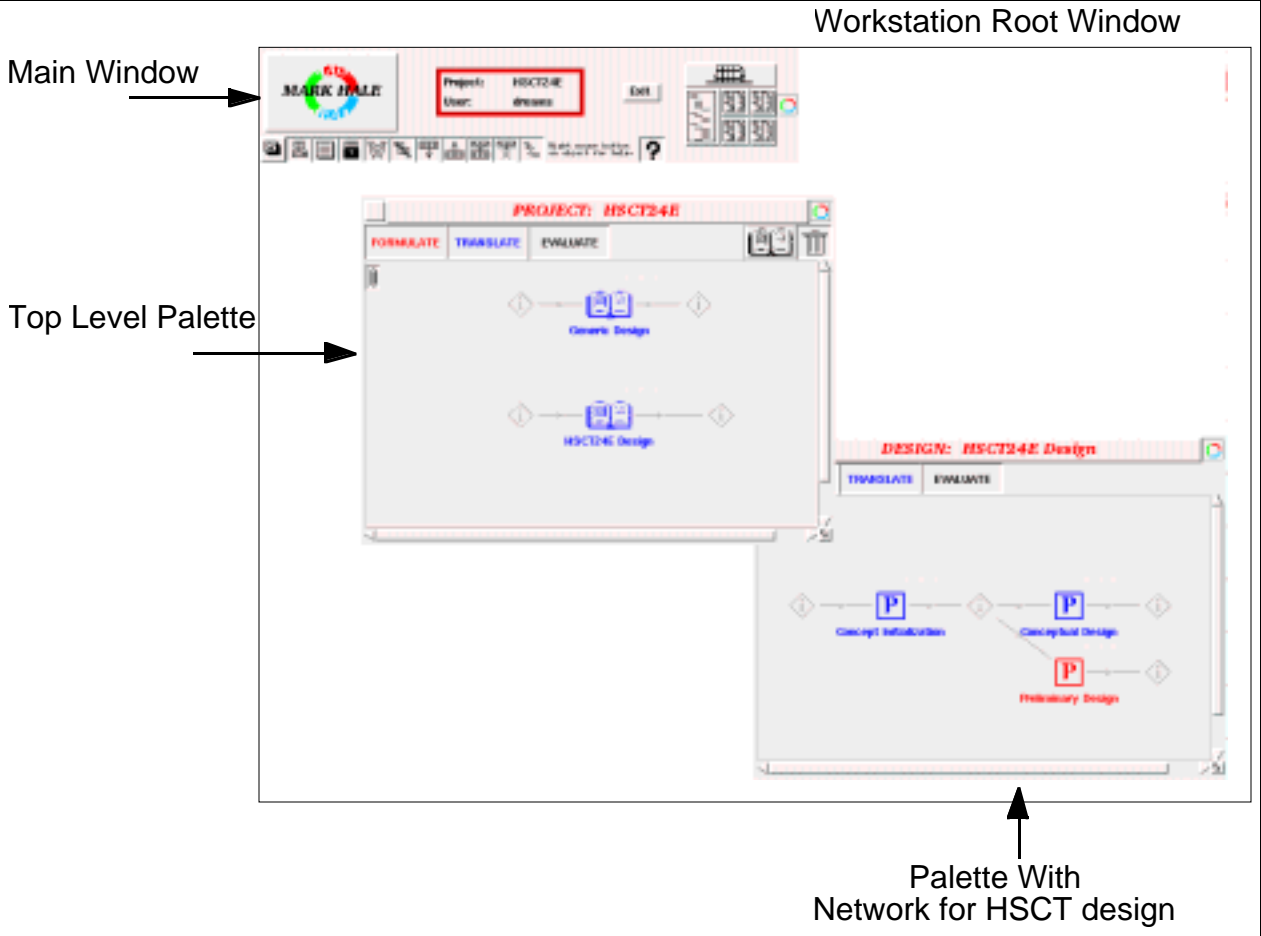 Workstation Root Window
Main Window
MARK HALE
Project: HSCT24E
User: dreams
Exit
?
PROJECT: HSCT24E
FORMULATE TRANSLATE EVALUATE
Top Level Palette
Generic Design
HSCT24E Design
DESIGN: HSCT24E Design
TRANSLATE EVALUATE
P P
Concept Initialization Conceptual Design
P
Preliminary Design
Palette With
Network for HSCT design